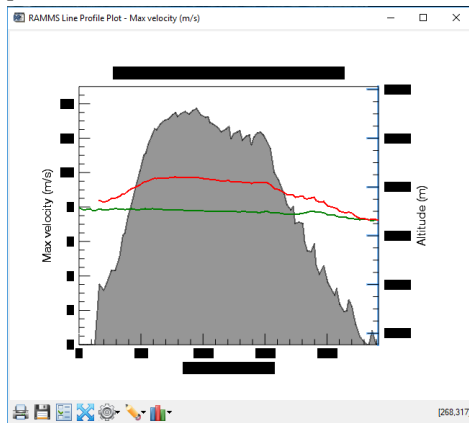 RAMMS Line Profile Plot - Max velocity (m/s)
Max velocity (m/s)
Altitude (m)
[268,317]